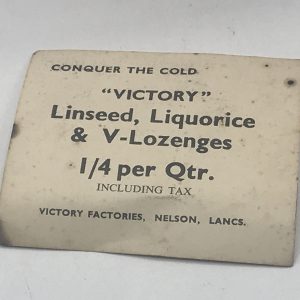 CONQUER THE COLD
"VICTORY"
Linseed, Liquorice
& V-Lozenges
1/4 per Qtr.
INCLUDING TAX
VICTORY FACTORIES, NELSON, LANCS.